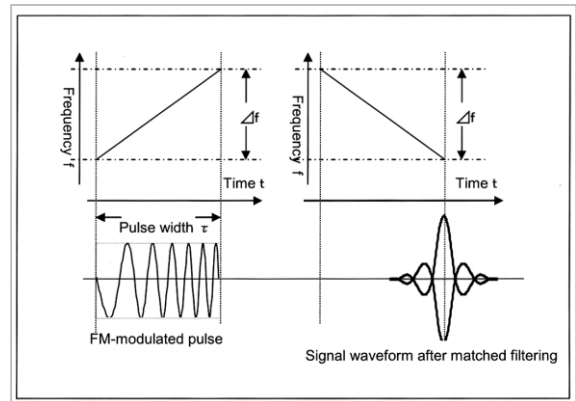 Frequency f
Δf
Time t
Frequency f
Δf
Time t
Pulse width τ
FM-modulated pulse
Signal waveform after matched filtering